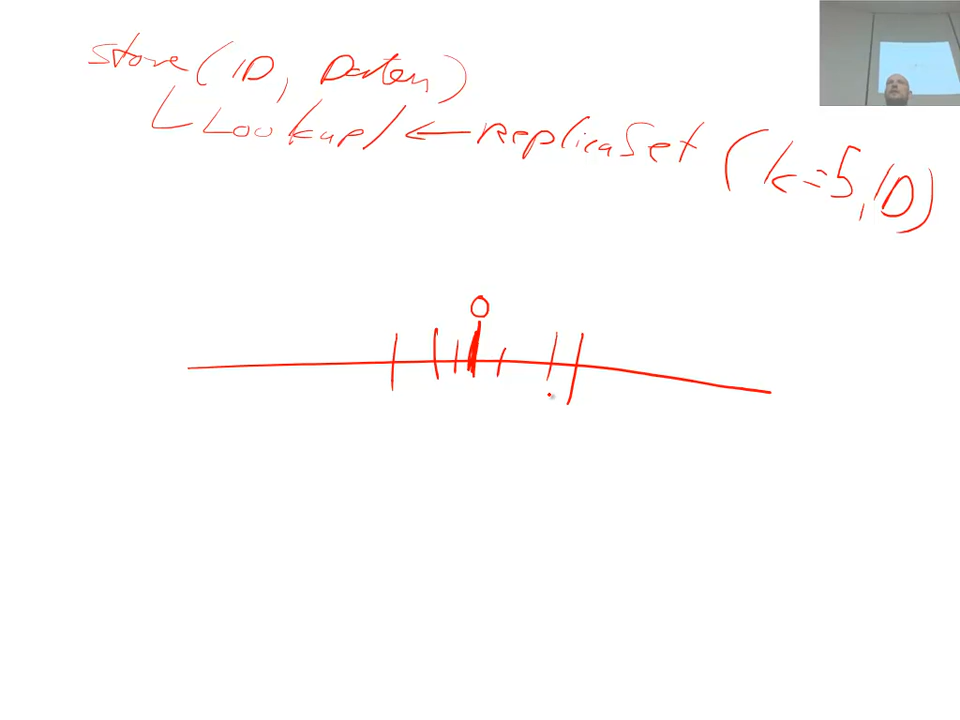 store(ID, Daten)
Lookup/ ← replicaSet (k=5, ID)